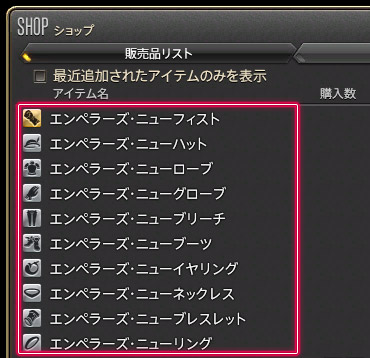 SHOP ショップ
販売品リスト
最近追加されたアイテムのみを表示
アイテム名 購入数
エンペラーズ・ニューフィスト
エンペラーズ・ニューハット
エンペラーズ・ニューローブ
エンペラーズ・ニューグローブ
エンペラーズ・ニューブリーチ
エンペラーズ・ニューブーツ
エンペラーズ・ニューイヤリング
エンペラーズ・ニューネックレス
エンペラーズ・ニューブレスレット
エンペラーズ・ニューリング